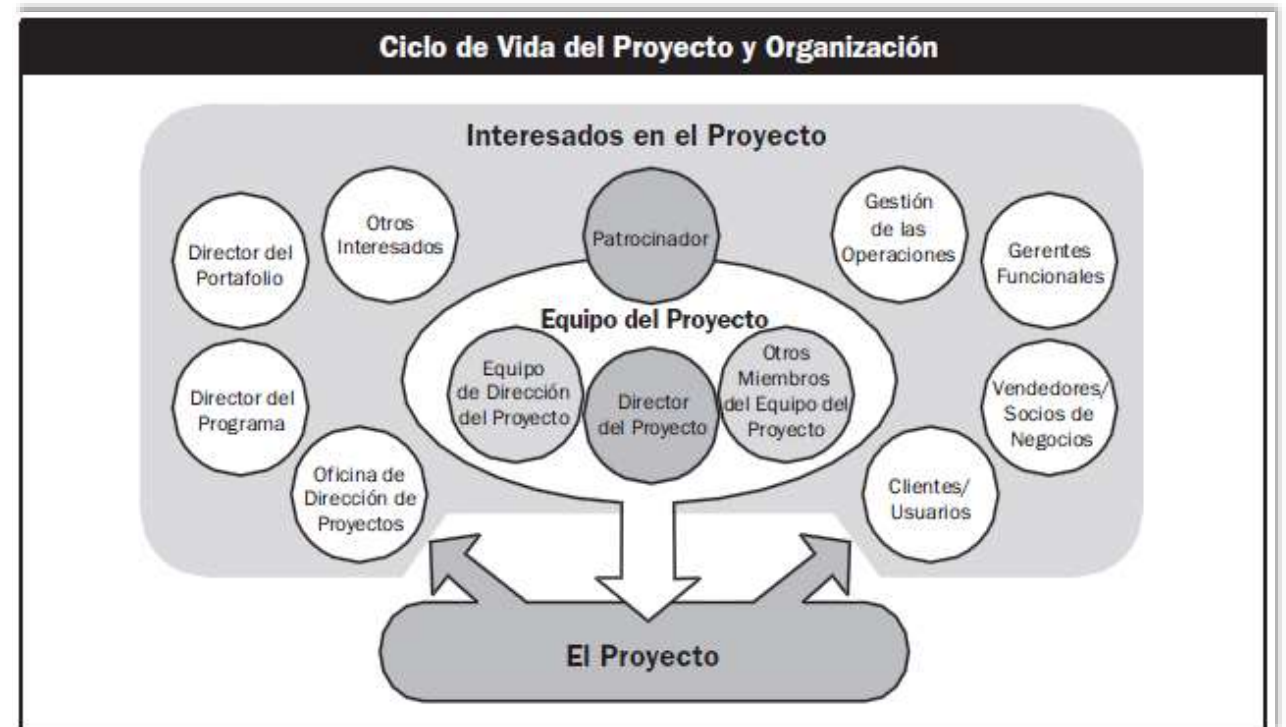 Ciclo de Vida del Proyecto y Organización
Interesados en el Proyecto
Director del
Portafolio
Otros
Interesados
Patrocinador
Gestión
de las
Operaciones
Gerentes
Funcionales
Equipo del Proyecto
Equipo
de Dirección
del Proyecto
Director
del Proyecto
Otros
Miembros
del Equipo del
Proyecto
Director del
Programa
Vendedores/
Socios de
Negocios
Oficina de
Dirección de
Proyectos
Clientes/
Usuarios
El Proyecto